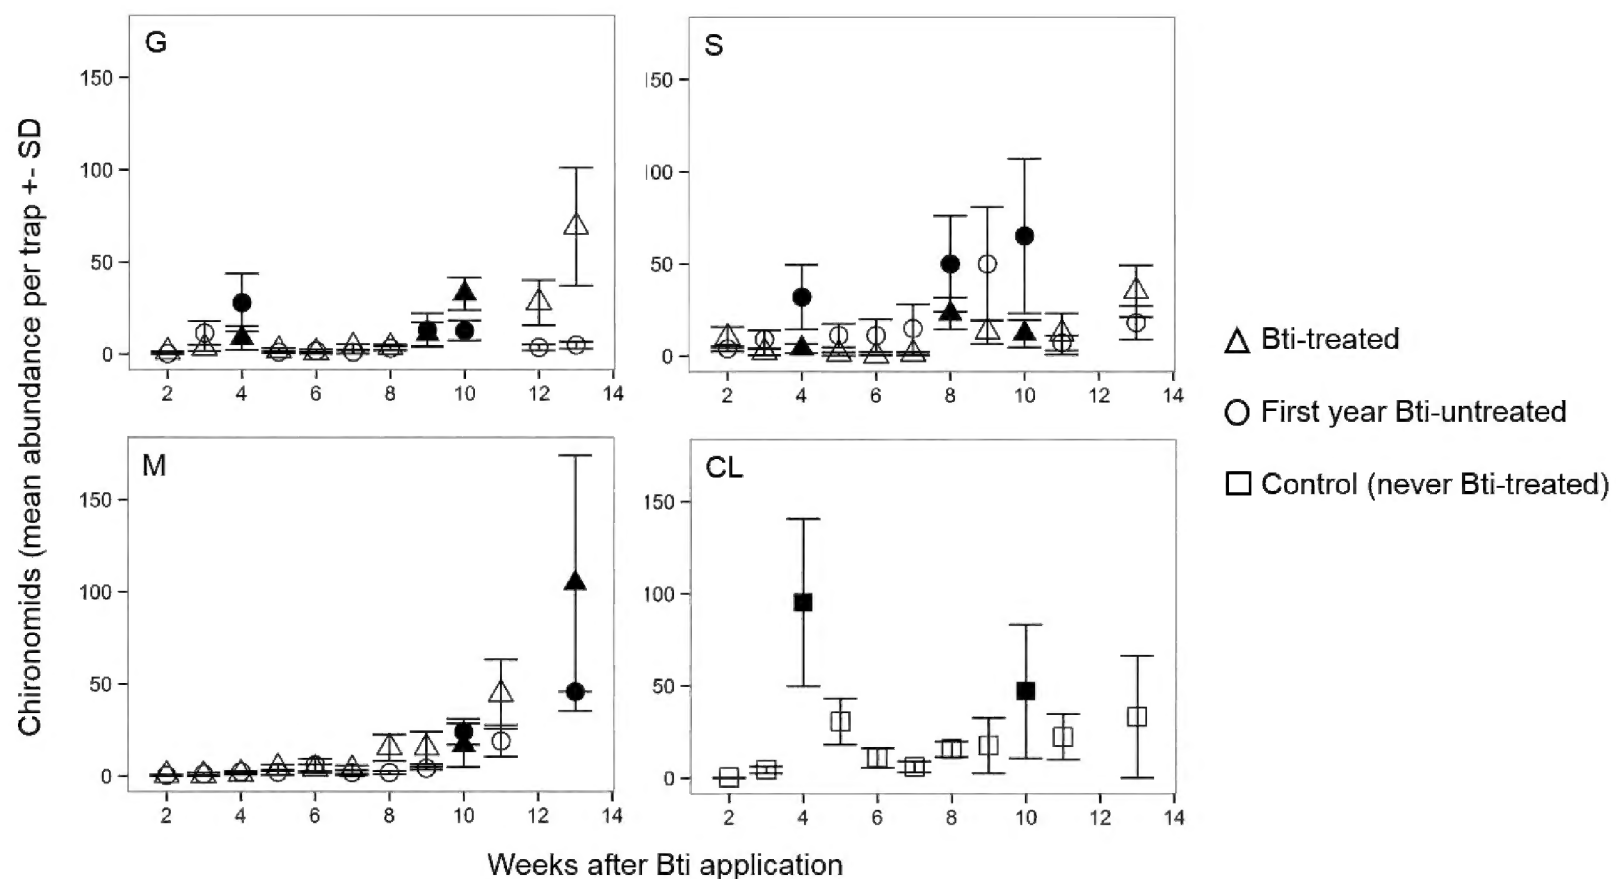 Chironomids (mean abundance per trap +- SD
G
150
100
50
0
2 4 6 8 10 12 14
S
150
100
50
0
2 4 6 8 10 12 14
M
150
100
50
0
2 4 6 8 10 12 14
CL
150
100
50
0
2 4 6 8 10 12 14
Bti-treated
First year Bti-untreated
Control (never Bti-treated)
Weeks after Bti application